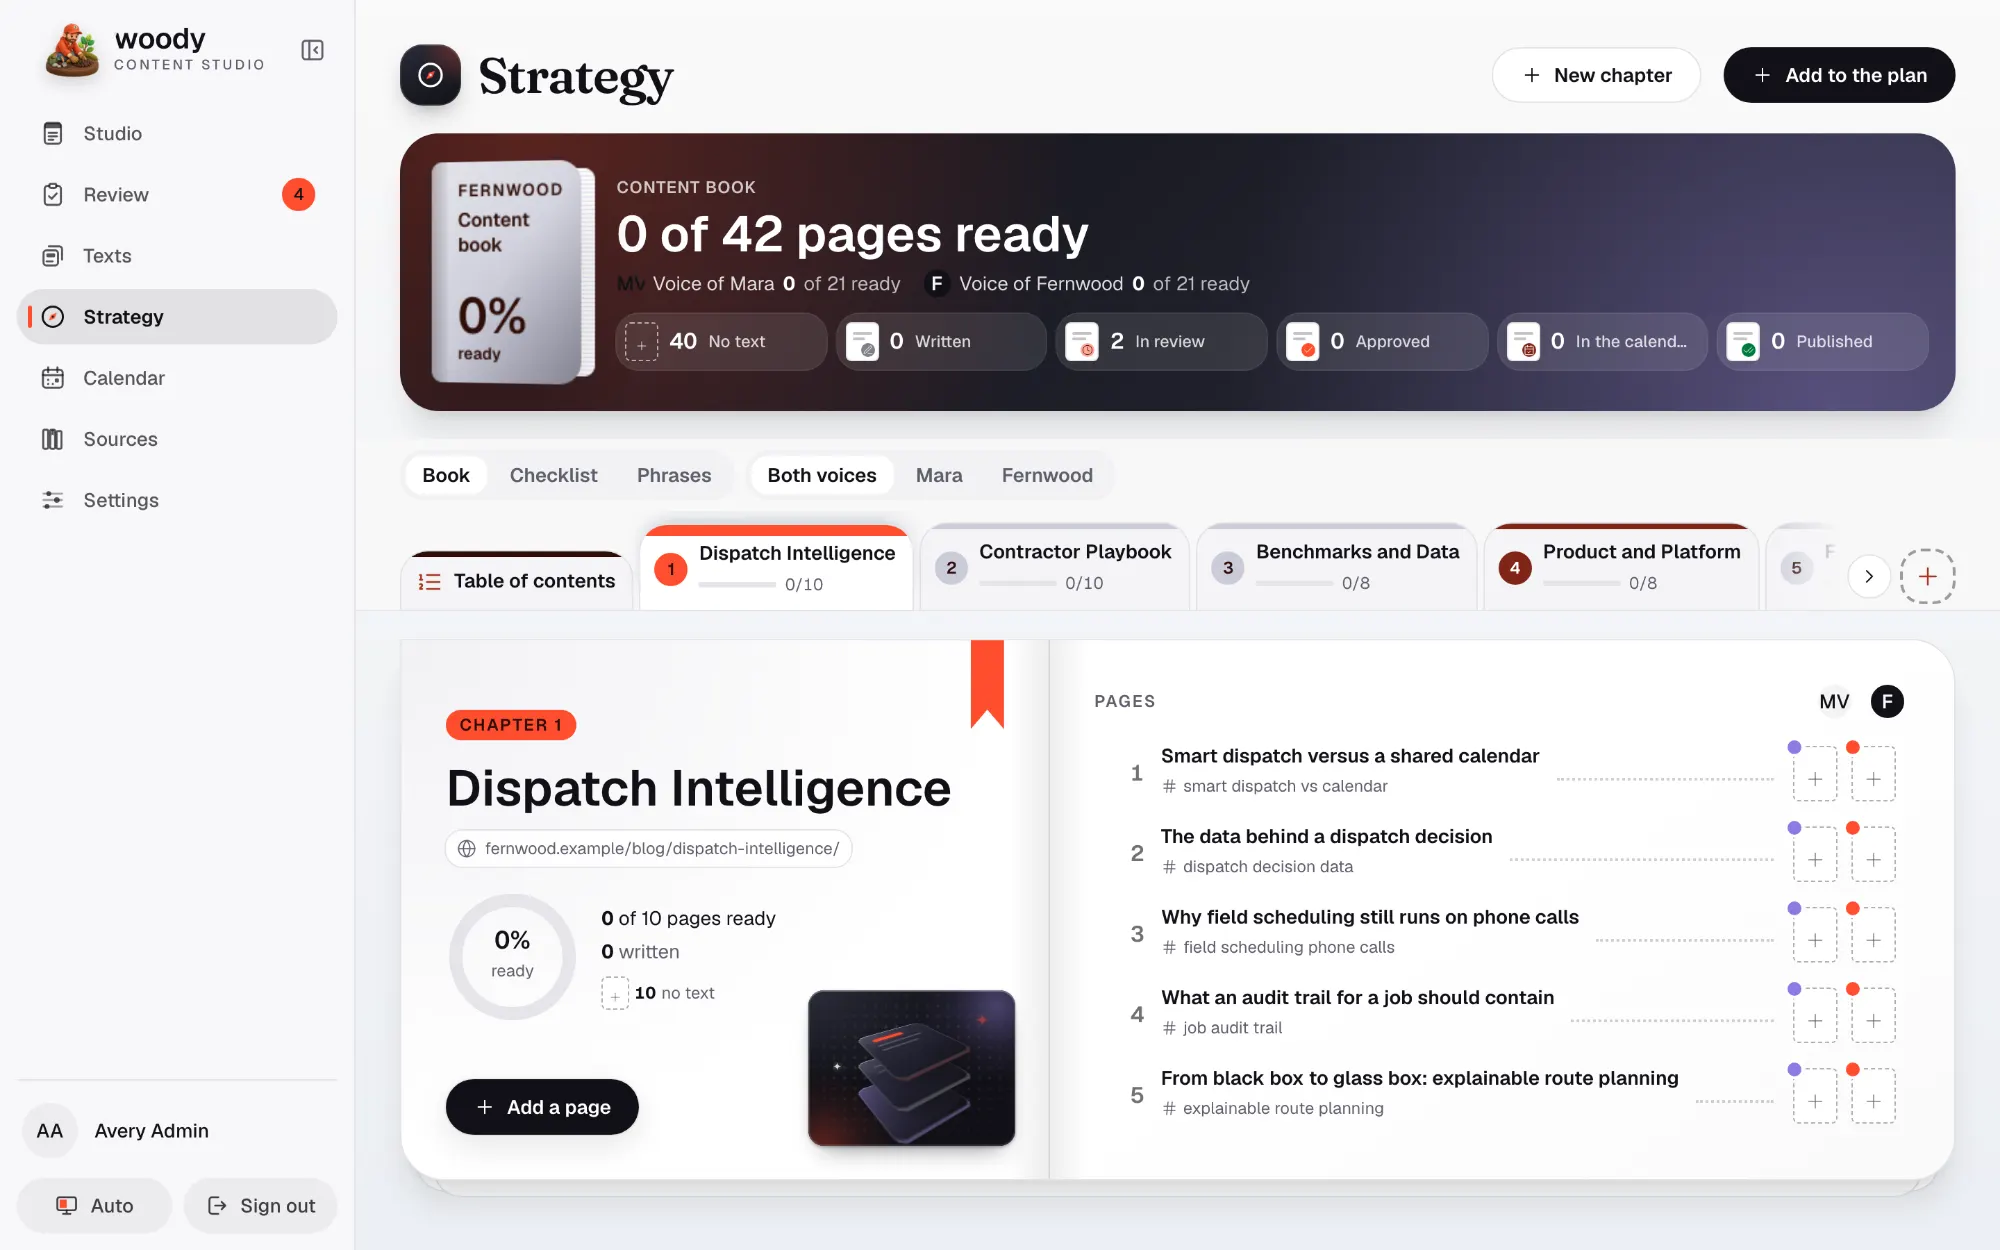 woody
CONTENT STUDIO
Studio
Review 4
Texts
Strategy
Calendar
Sources
Settings
AA Avery Admin
Auto
Sign out
Strategy
+ New chapter
+ Add to the plan
FERNWOOD
Content
book
0%
ready
CONTENT BOOK
0 of 42 pages ready
MV Voice of Mara 0 of 21 ready F Voice of Fernwood 0 of 21 ready
40 No text
0 Written
2 In review
0 Approved
0 In the calend...
0 Published
Book Checklist Phrases
Both voices Mara Fernwood
Table of contents
1 Dispatch Intelligence
0/10
2 Contractor Playbook
0/10
3 Benchmarks and Data
0/8
4 Product and Platform
0/8
5 F
CHAPTER 1
Dispatch Intelligence
fernwood.example/blog/dispatch-intelligence/
0%
ready
0 of 10 pages ready
0 written
10 no text
+ Add a page
PAGES
MV F
1 Smart dispatch versus a shared calendar
# smart dispatch vs calendar
2 The data behind a dispatch decision
# dispatch decision data
3 Why field scheduling still runs on phone calls
# field scheduling phone calls
4 What an audit trail for a job should contain
# job audit trail
5 From black box to glass box: explainable route planning
# explainable route planning